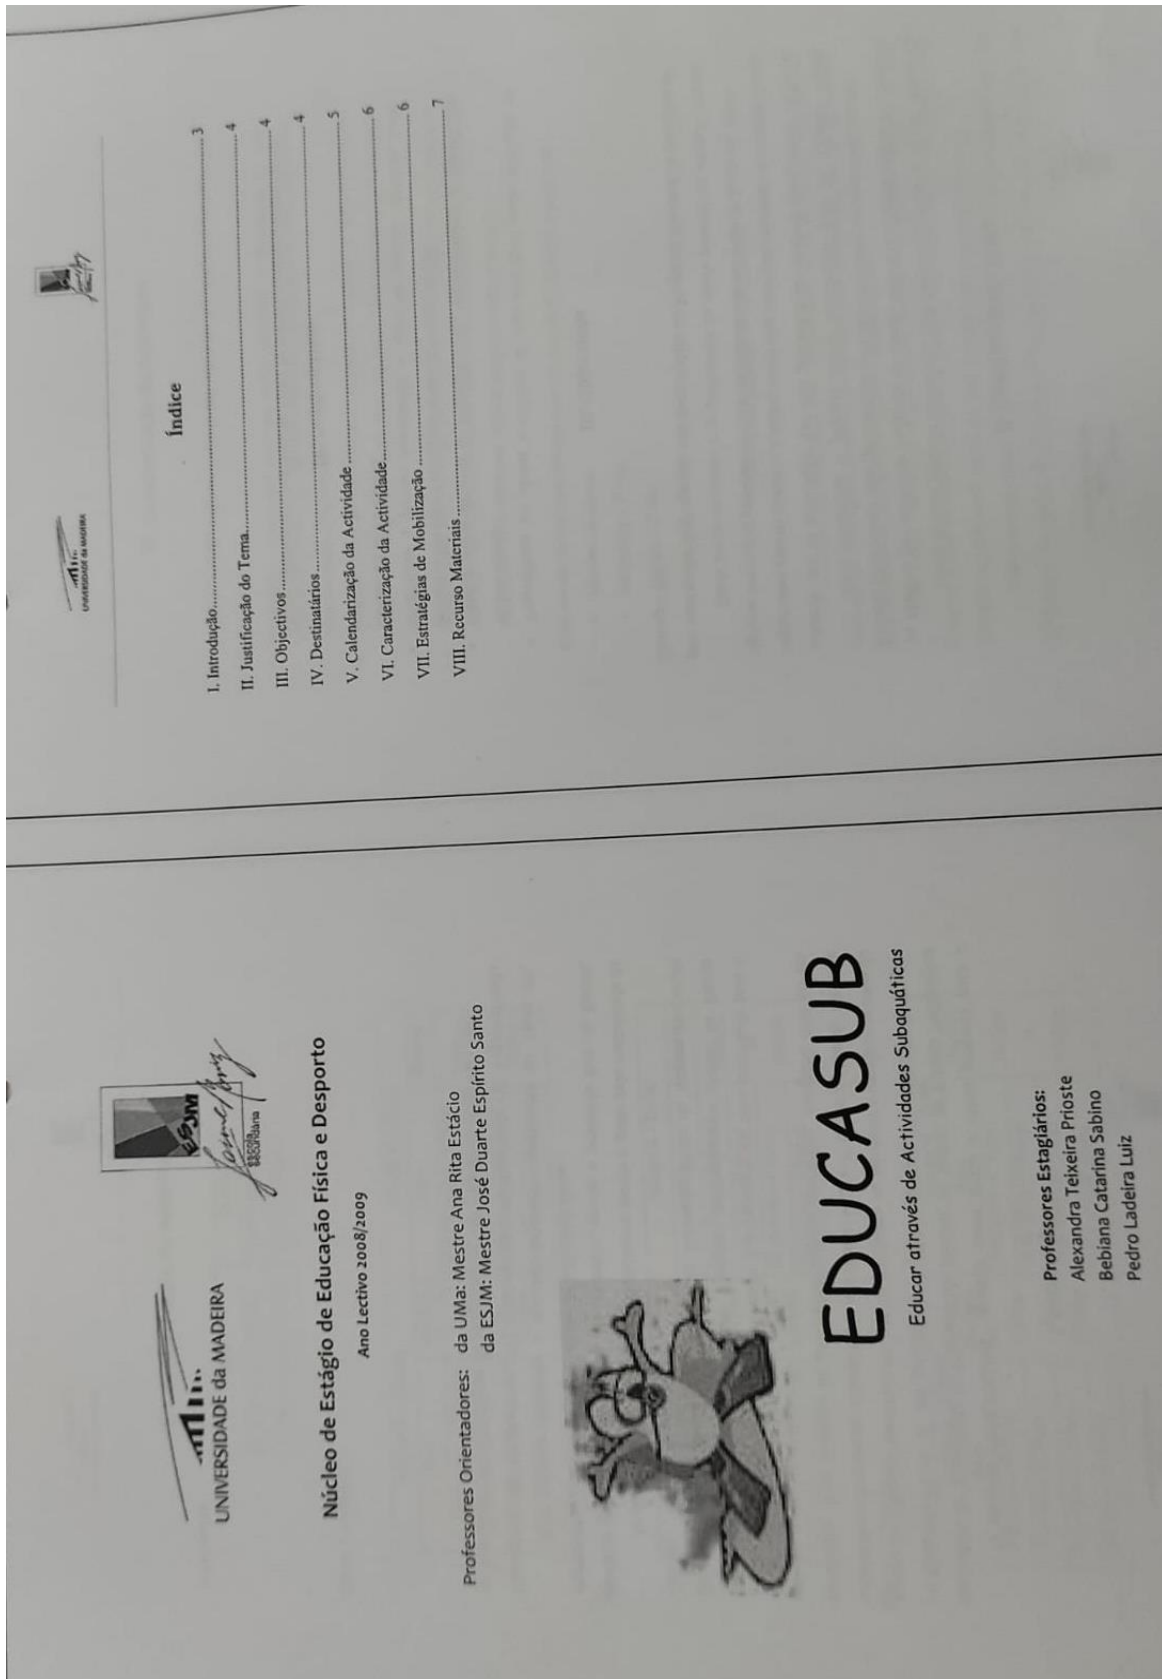 UNIVERSIDADE da MADEIRA
ESJM
escola
secundária
Núcleo de Estágio de Educação Física e Desporto
Ano Lectivo 2008/2009
Professores Orientadores: da UMa: Mestre Ana Rita Estácio
da ESJM: Mestre José Duarte Espírito Santo
EDUCASUB
Educar através de Actividades Subaquáticas
Professores Estagiários:
Alexandra Teixeira Prioste
Bebiana Catarina Sabino
Pedro Ladeira Luiz
UNIVERSIDADE da MADEIRA
Índice
I. Introdução..........3
II. Justificação do Tema..........4
III. Objectivos..........4
IV. Destinatários..........4
V. Calendarização da Actividade..........5
VI. Caracterização da Actividade..........6
VII. Estratégias de Mobilização..........6
VIII. Recurso Materiais..........7